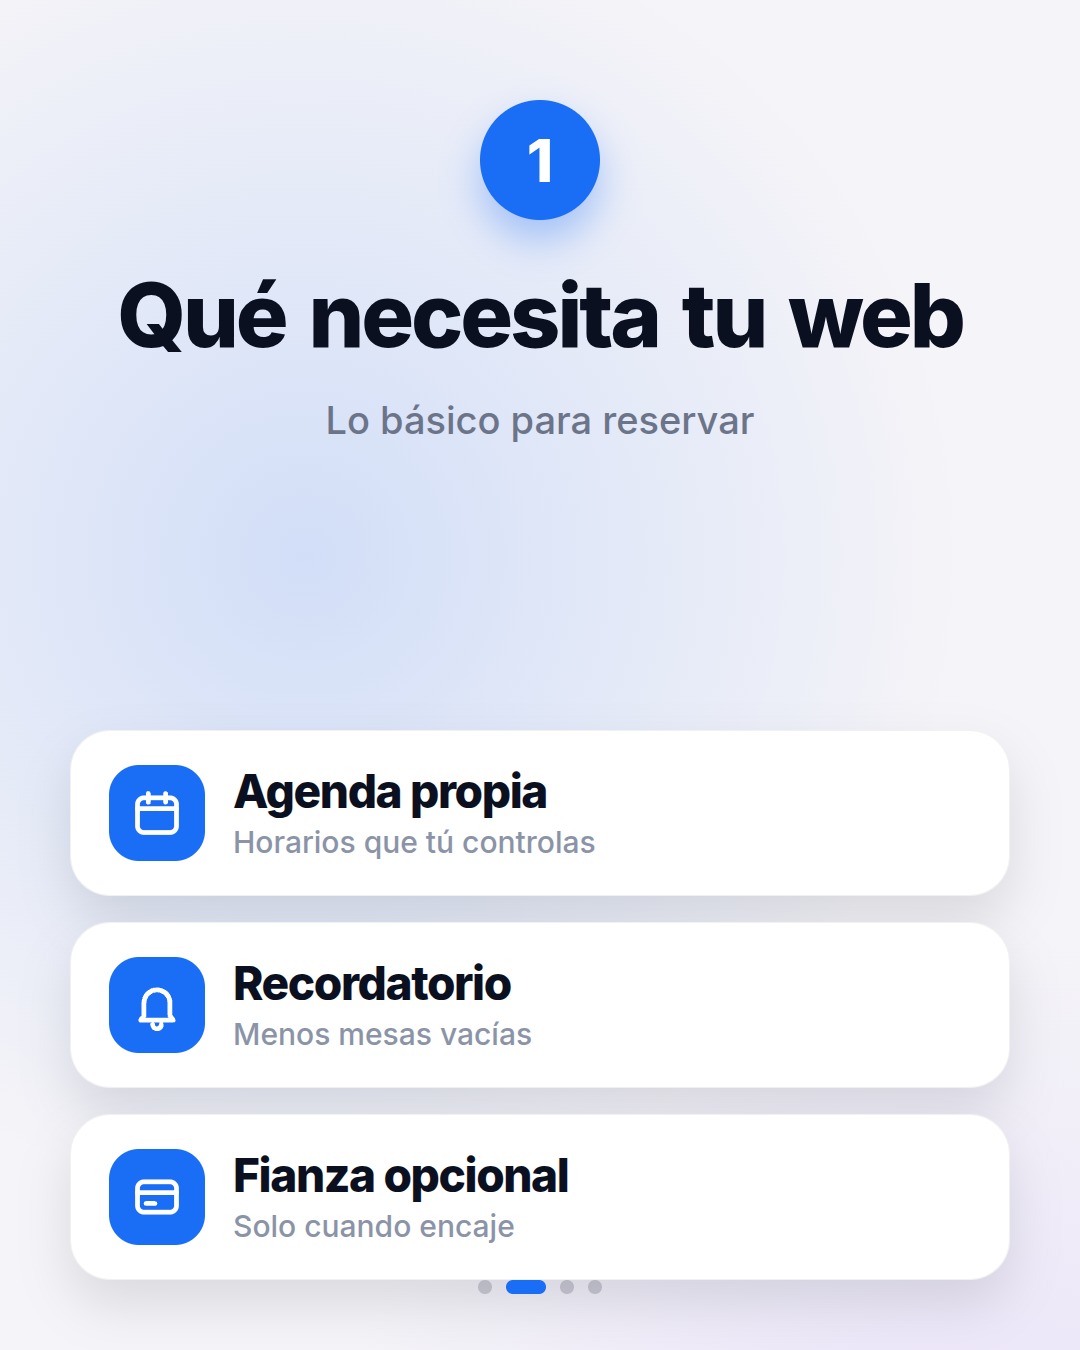 1
Qué necesita tu web
Lo básico para reservar
Agenda propia
Horarios que tú controlas
Recordatorio
Menos mesas vacías
Fianza opcional
Solo cuando encaje